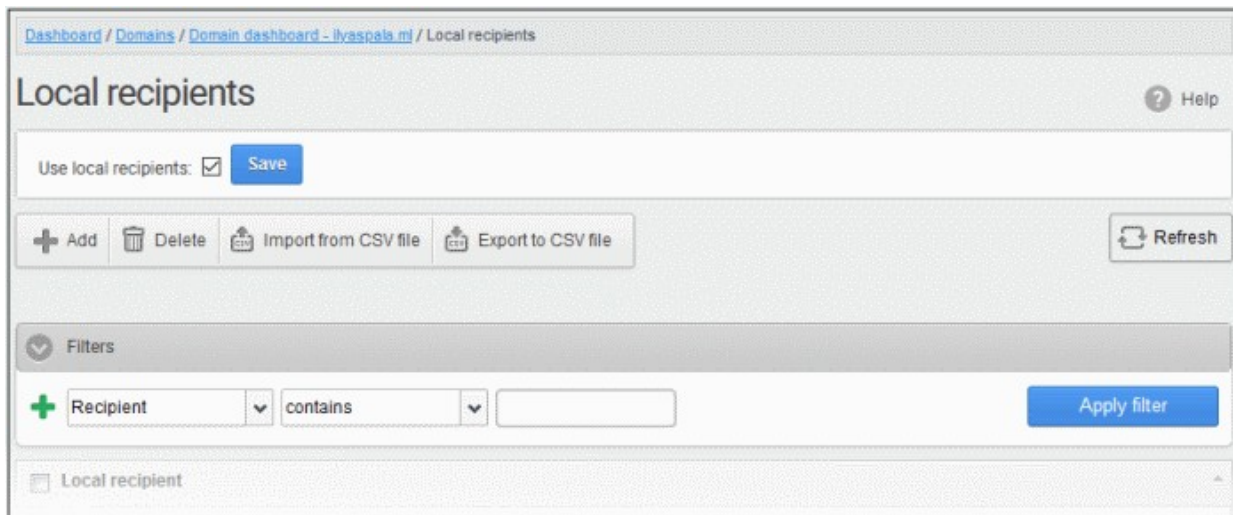 Dashboard / Domains / Domain dashboard - ilyaspala.ml / Local recipients
Local recipients
Help
Use local recipients: Save
Add Delete Import from CSV file Export to CSV file Refresh
Filters
Recipient contains Apply filter
Local recipient